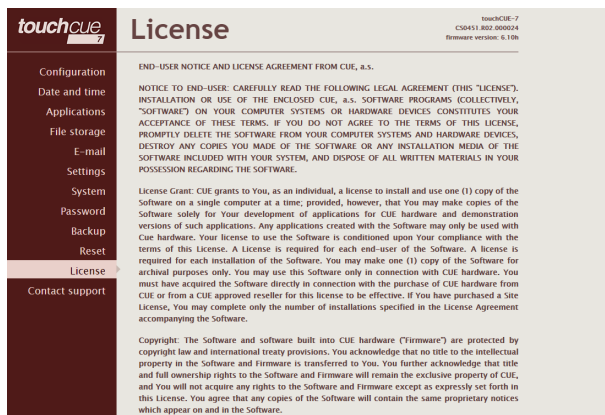 touchcue
7
License
touchCUE-7
CS0451.R02.000024
firmware version: 6.10h
Configuration
Date and time
Applications
File storage
E-mail
Settings
System
Password
Backup
Reset
License
Contact support
END-USER NOTICE AND LICENSE AGREEMENT FROM CUE, a.s.
NOTICE TO END-USER: CAREFULLY READ THE FOLLOWING LEGAL AGREEMENT (THIS "LICENSE").
INSTALLATION OR USE OF THE ENCLOSED CUE, a.s. SOFTWARE PROGRAMS (COLLECTIVELY,
"SOFTWARE") ON YOUR COMPUTER SYSTEMS OR HARDWARE DEVICES CONSTITUTES YOUR
ACCEPTANCE OF THESE TERMS. IF YOU DO NOT AGREE TO THE TERMS OF THIS LICENSE,
PROMPTLY DELETE THE SOFTWARE FROM YOUR COMPUTER SYSTEMS AND HARDWARE DEVICES,
DESTROY ANY COPIES YOU MADE OF THE SOFTWARE OR ANY INSTALLATION MEDIA OF THE
SOFTWARE INCLUDED WITH YOUR SYSTEM, AND DISPOSE OF ALL WRITTEN MATERIALS IN YOUR
POSSESSION REGARDING THE SOFTWARE.
License Grant: CUE grants to You, as an individual, a license to install and use one (1) copy of the
Software on a single computer at a time; provided, however, that You may make copies of the
Software solely for Your development of applications for CUE hardware and demonstration
versions of such applications. Any applications created with the Software may only be used with
Cue hardware. Your license to use the Software is conditioned upon Your compliance with the
terms of this License. A License is required for each end-user of the Software. A license is
required for each installation of the Software. You may make one (1) copy of the Software for
archival purposes only. You may use this Software only in connection with CUE hardware. You
must have acquired the Software directly in connection with the purchase of CUE hardware from
CUE or from a CUE approved reseller for this license to be effective. If You have purchased a Site
License, You may complete only the number of installations specified in the License Agreement
accompanying the Software.
Copyright: The Software and software built into CUE hardware ("Firmware") are protected by
copyright law and international treaty provisions. You acknowledge that no title to the intellectual
property in the Software and Firmware is transferred to You. You further acknowledge that title
and full ownership rights to the Software and Firmware will remain the exclusive property of CUE,
and You will not acquire any rights to the Software and Firmware except as expressly set forth in
this License. You agree that any copies of the Software will contain the same proprietary notices
which appear on and in the Software.